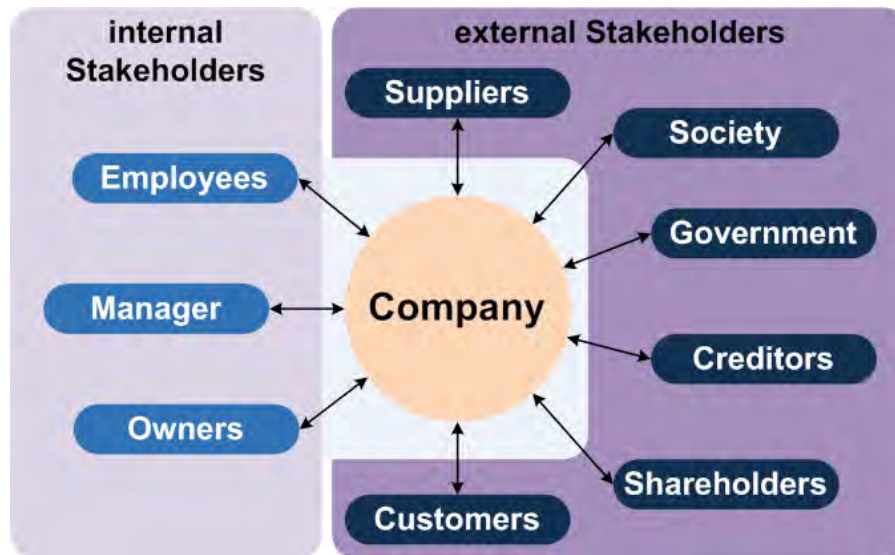 internal
Stakeholders
external Stakeholders
Suppliers
Society
Employees
Government
Manager
Company
Creditors
Owners
Shareholders
Customers